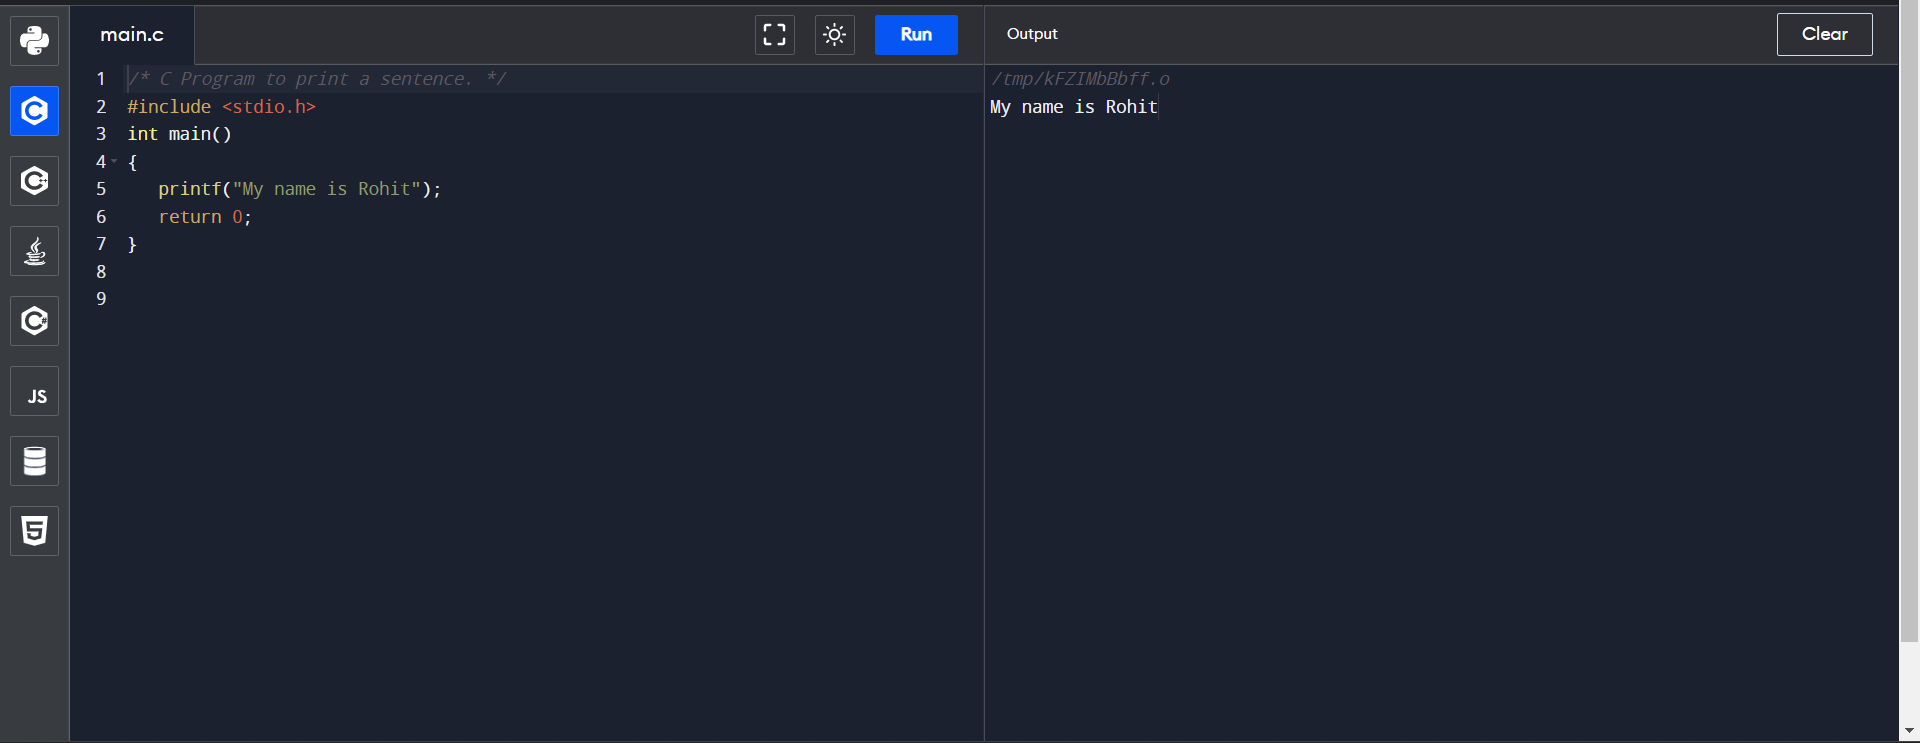 main.c
Run
Output
Clear
1 /* C Program to print a sentence. */
2 #include <stdio.h>
3 int main()
4 {
5    printf("My name is Rohit");
6    return 0;
7 }
8
9
/tmp/kFZIMbBbff.o
My name is Rohit
C
C++
C#
JS
5